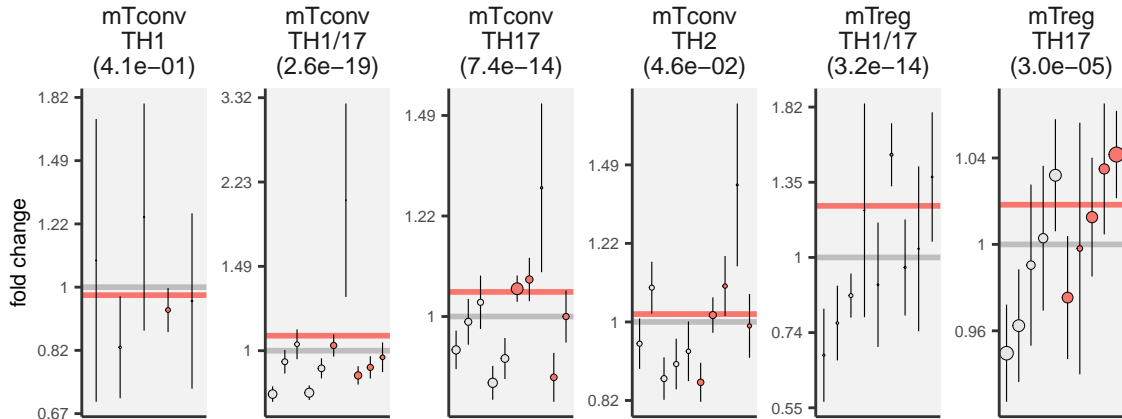 mTconv
TH1
(4.1e−01)
mTconv
TH1/17
(2.6e−19)
mTconv
TH17
(7.4e−14)
mTconv
TH2
(4.6e−02)
mTreg
TH1/17
(3.2e−14)
mTreg
TH17
(3.0e−05)
fold change
1.82
1.49
1.22
1
0.82
0.67
3.32
2.23
1.49
1
1.49
1.22
1
1.49
1.22
1
0.82
1.82
1.35
1
0.74
0.55
1.04
1
0.96